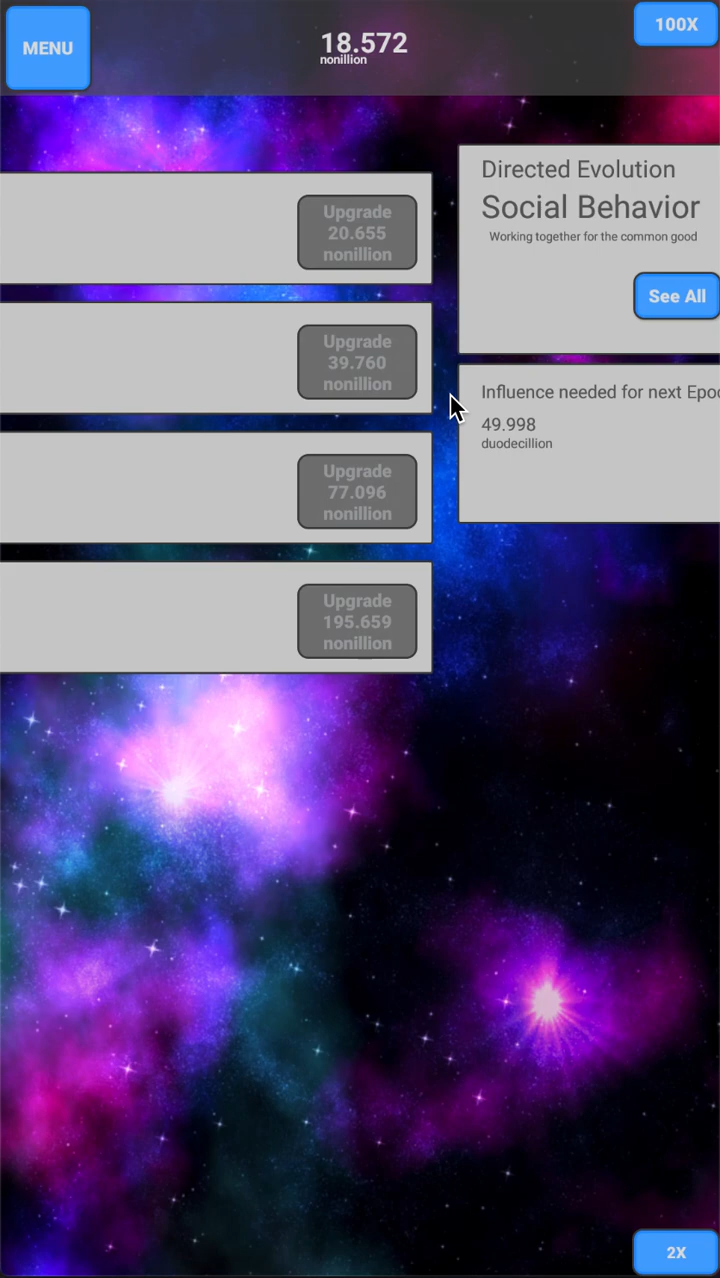 MENU
18.572
nonillion
100X
Upgrade
20.655
nonillion
Upgrade
39.760
nonillion
Upgrade
77.096
nonillion
Upgrade
195.659
nonillion
Directed Evolution
Social Behavior
Working together for the common good
See All
Influence needed for next Epoc
49.998
duodecillion
2X